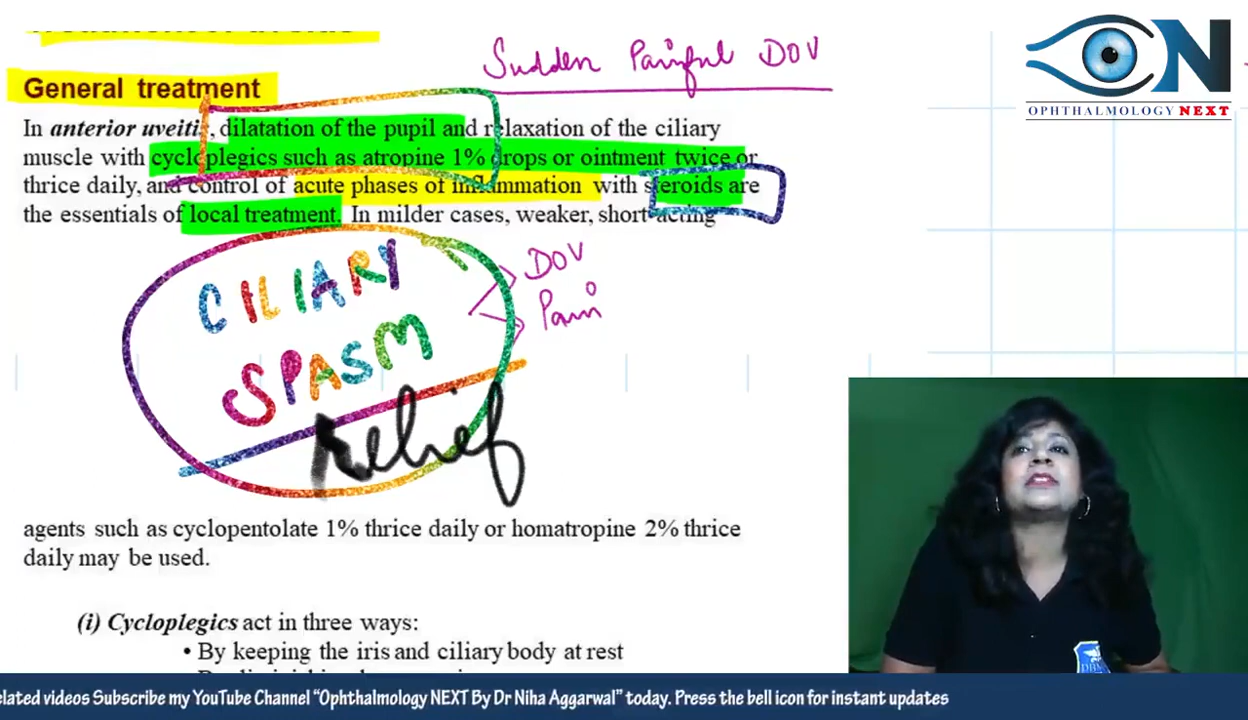 Sudden Painful DOV
General treatment
In anterior uveitis, dilatation of the pupil and relaxation of the ciliary
muscle with cycloplegics such as atropine 1% drops or ointment twice or
thrice daily, and control of acute phases of inflammation with steroids are
the essentials of local treatment. In milder cases, weaker, short-acting
CILIARY
SPASM
relief
DOV
Pain
agents such as cyclopentolate 1% thrice daily or homatropine 2% thrice
daily may be used.
(i) Cycloplegics act in three ways:
• By keeping the iris and ciliary body at rest
ON
OPHTHALMOLOGY NEXT
elated videos Subscribe my YouTube Channel “Ophthalmology NEXT By Dr Niha Aggarwal” today. Press the bell icon for instant updates